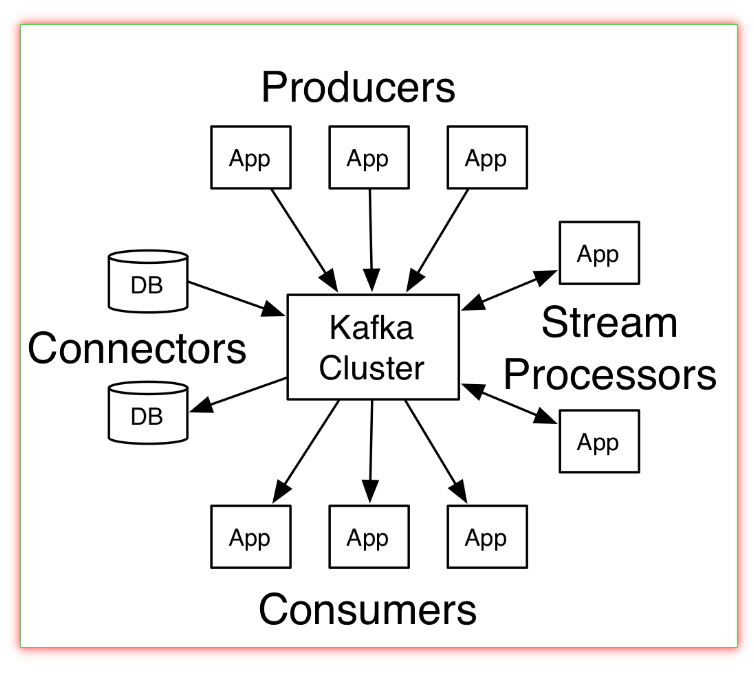 Producers
App
App
App
DB
App
Connectors
Kafka
Cluster
Stream
Processors
DB
App
App
App
App
Consumers